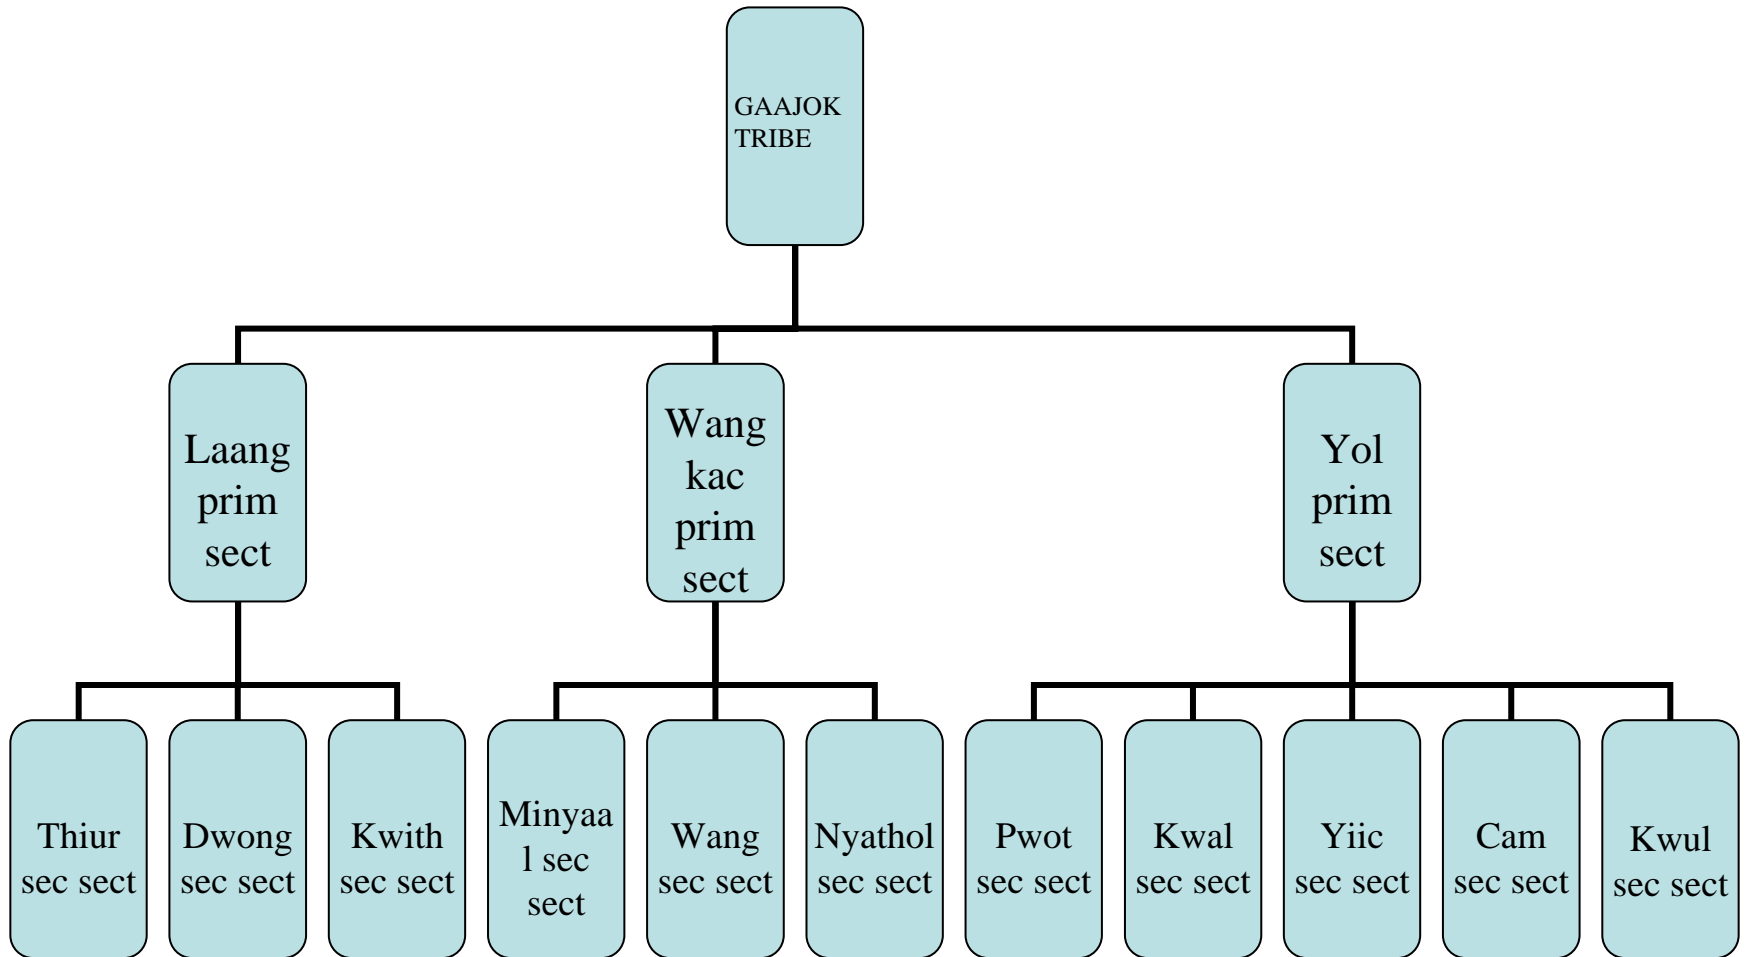 GAAJOK
TRIBE
Laang
prim
sect
Wang
kac
prim
sect
Yol
prim
sect
Thiur
sec sect
Dwong
sec sect
Kwith
sec sect
Minyaa
l sec
sect
Wang
sec sect
Nyathol
sec sect
Pwot
sec sect
Kwal
sec sect
Yiic
sec sect
Cam
sec sect
Kwul
sec sect